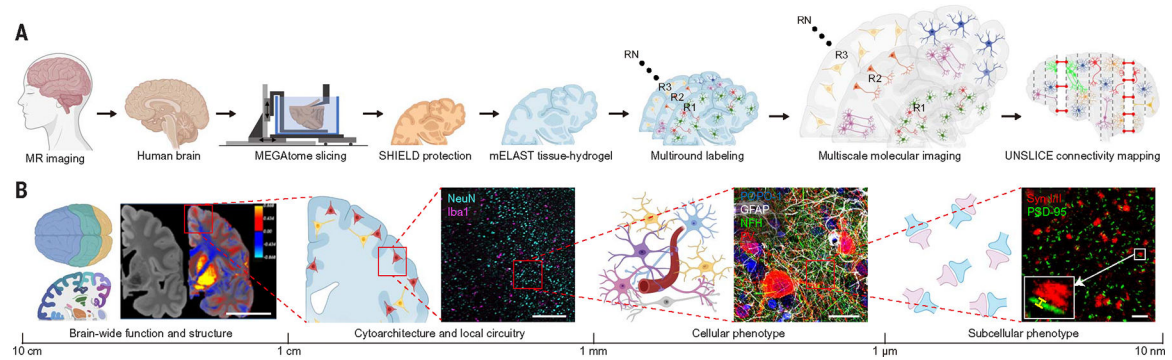 A
MR imaging
Human brain
MEGAtome slicing
SHIELD protection
mELAST tissue-hydrogel
RN
R3
R2
R1
Multiround labeling
RN
R3
R2
R1
Multiscale molecular imaging
UNSLICE connectivity mapping
B
NeuN
Iba1
GFAP
NFH
PSD-95
Brain-wide function and structure
Cytoarchitecture and local circuitry
Cellular phenotype
Subcellular phenotype
10 cm
1 cm
1 mm
1 μm
10 nm